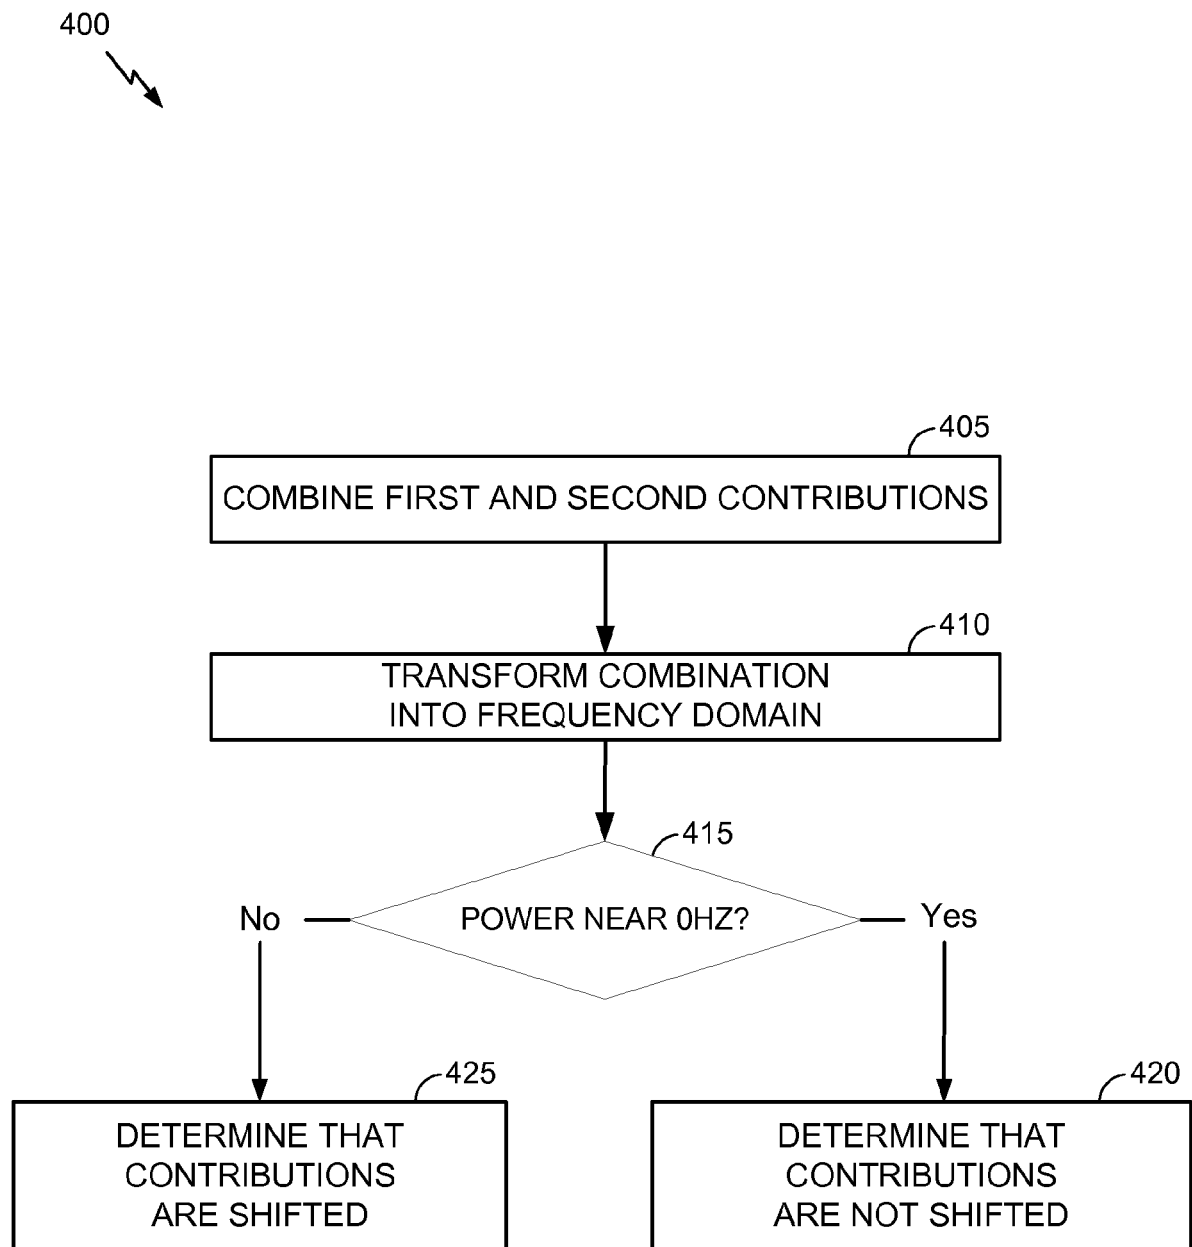 400
405
COMBINE FIRST AND SECOND CONTRIBUTIONS
410
TRANSFORM COMBINATION
INTO FREQUENCY DOMAIN
415
No
POWER NEAR 0HZ?
Yes
425
DETERMINE THAT
CONTRIBUTIONS
ARE SHIFTED
420
DETERMINE THAT
CONTRIBUTIONS
ARE NOT SHIFTED